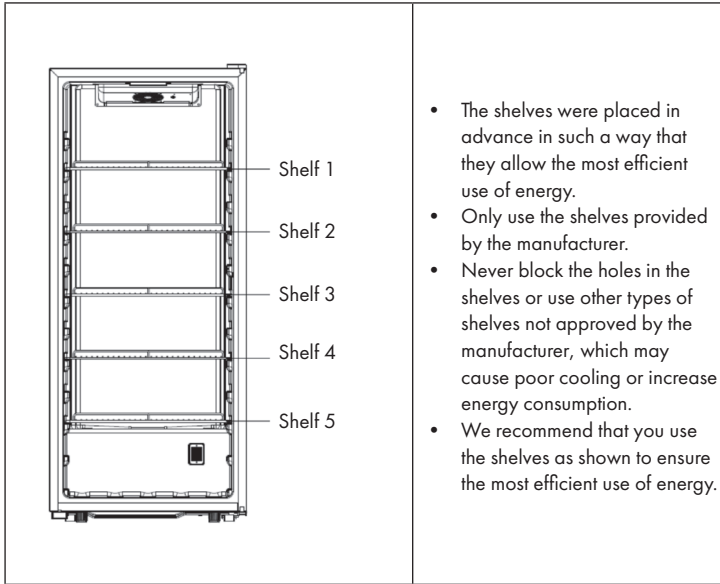 Shelf 1
Shelf 2
Shelf 3
Shelf 4
Shelf 5
• The shelves were placed in
advance in such a way that
they allow the most efficient
use of energy.
• Only use the shelves provided
by the manufacturer.
• Never block the holes in the
shelves or use other types of
shelves not approved by the
manufacturer, which may
cause poor cooling or increase
energy consumption.
• We recommend that you use
the shelves as shown to ensure
the most efficient use of energy.